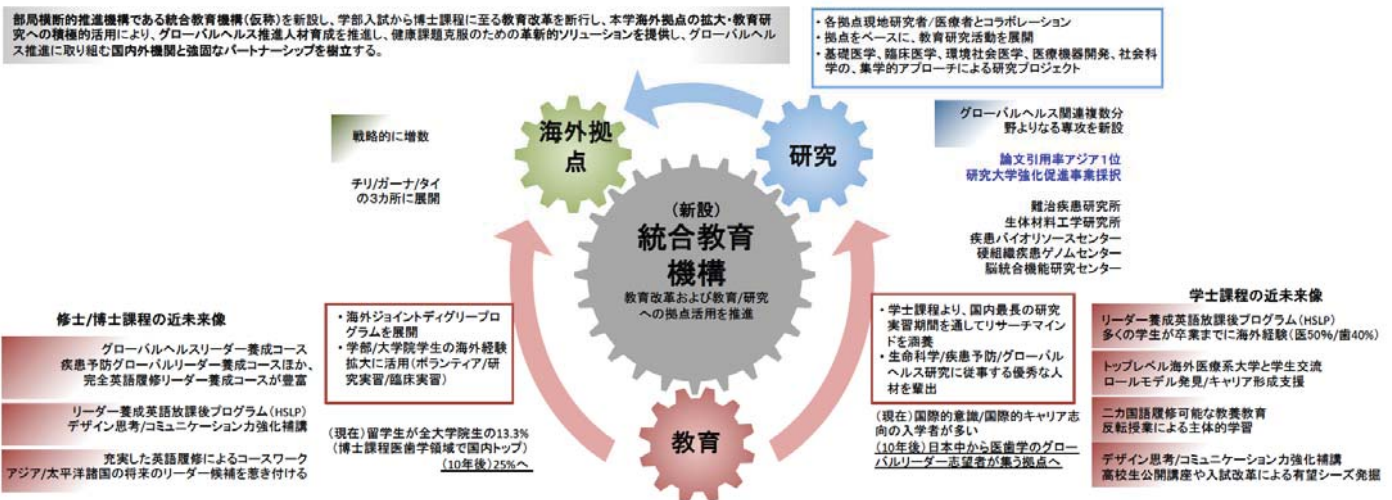 部局横断的推進機構である統合教育機構(仮称)を新設し、学部入試から博士課程に至る教育改革を断行し、本学海外拠点の拡大・教育研
究への積極的活用により、グローバルヘルス推進人材育成を推進し、健康課題克服のための革新的ソリューションを提供し、グローバルヘル
ス推進に取り組む国内外機関と強固なパートナーシップを樹立する。
・各拠点現地研究者/医療者とコラボレーション
・拠点をベースに、教育研究活動を展開
・基礎医学、臨床医学、環境社会医学、医療機器開発、社会科
学の、集学的アプローチによる研究プロジェクト
戦略的に増数
チリ/ガーナ/タイ
の3カ所に展開
海外拠
点
研究
グローバルヘルス関連複数分
野よりなる専攻を新設
論文引用率アジア1位
研究大学強化促進事業採択
難治疾患研究所
生体材料工学研究所
疾患バイオリソースセンター
硬組織疾患ゲノムセンター
脳統合機能研究センター
(新設)
統合教育
機構
教育改革および教育/研究
への拠点活用を推進
修士/博士課程の近未来像
グローバルヘルスリーダー養成コース
疾患予防グローバルリーダー養成コースほか、
完全英語履修リーダー養成コースが豊富
リーダー養成英語放課後プログラム(HSLP)
デザイン思考/コミュニケーション力強化補講
充実した英語履修によるコースワーク
アジア/太平洋諸国の将来のリーダー候補を惹き付ける
・海外ジョイントディグリープロ
グラムを展開
・学部/大学院学生の海外経験
拡大に活用(ボランティア/研
究実習/臨床実習)
(現在)留学生が全大学院生の13.3%
(博士課程医歯学領域で国内トップ)
(10年後)25%へ
教育
・学士課程より、国内最長の研究
実習期間を通してリサーチマイン
ドを涵養
・生命科学/疾患予防/グローバル
ヘルス研究に従事する優秀な人
材を輩出
(現在)国際的意識/国際的キャリア志
向の入学者が多い
(10年後)日本中から医歯学のグロー
バルリーダー志望者が集う拠点へ
学士課程の近未来像
リーダー養成英語放課後プログラム(HSLP)
多くの学生が卒業までに海外経験(医50%/歯40%)
トップレベル海外医療系大学と学生交流
ロールモデル発見/キャリア形成支援
二カ国語履修可能な教養教育
反転授業による主体的学習
デザイン思考/コミュニケーション力強化補講
高校生公開講座や入試改革による有望シーズ発掘